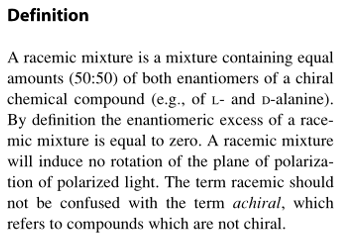 Definition
A racemic mixture is a mixture containing equal
amounts (50:50) of both enantiomers of a chiral
chemical compound (e.g., of L- and D-alanine).
By definition the enantiomeric excess of a race-
mic mixture is equal to zero. A racemic mixture
will induce no rotation of the plane of polariza-
tion of polarized light. The term racemic should
not be confused with the term achiral, which
refers to compounds which are not chiral.